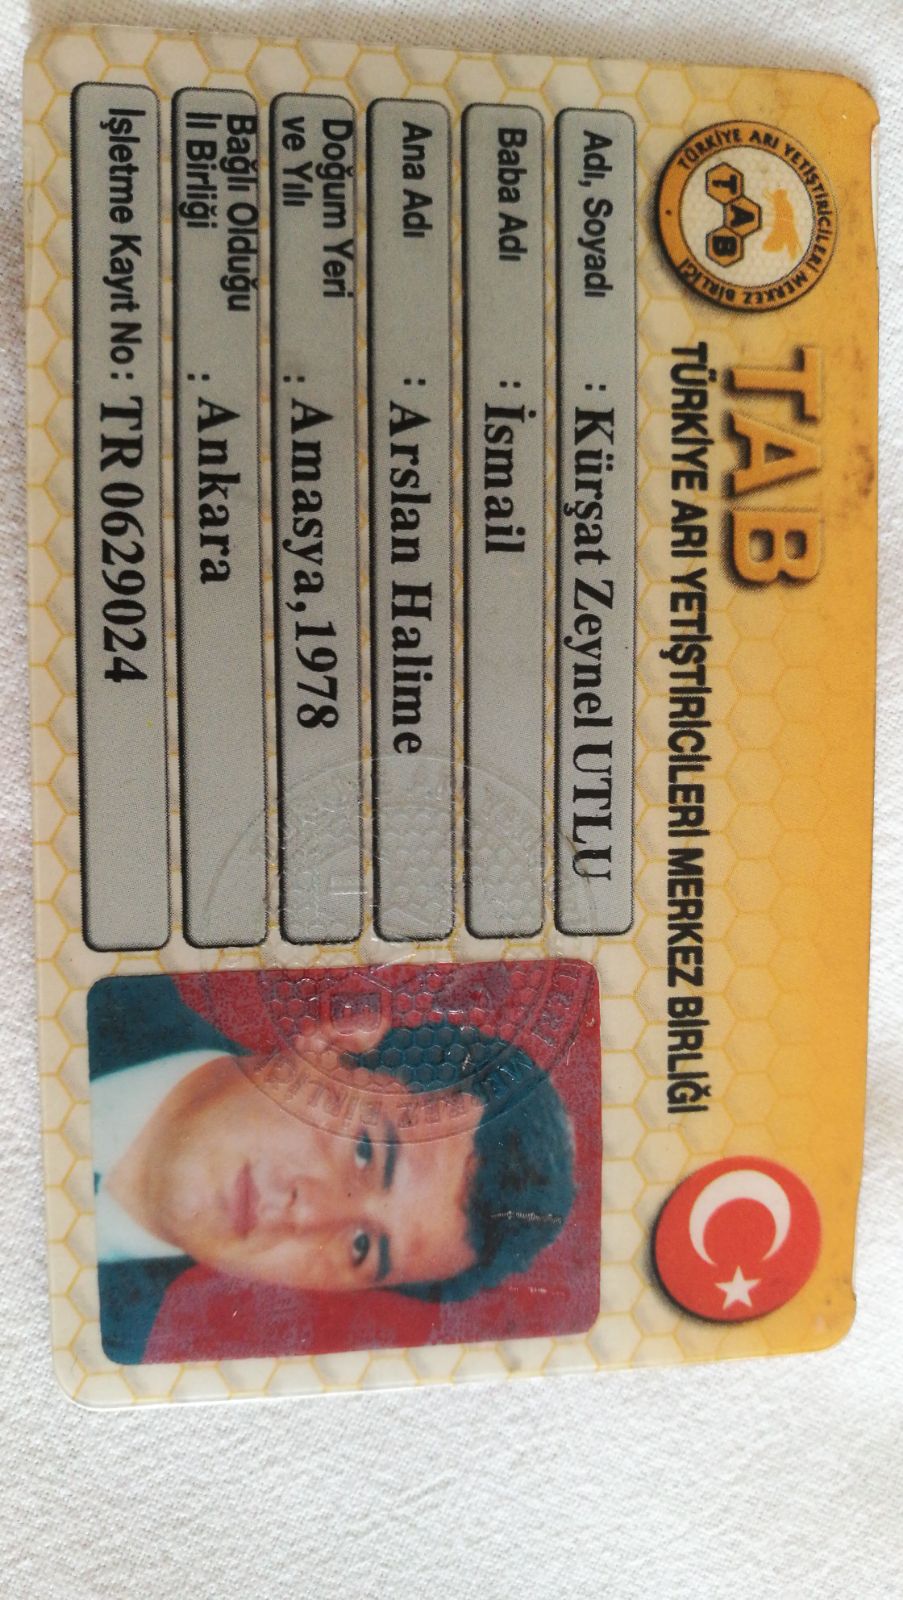 TÜRKİYE ARI YETİŞTİRİCİLERİ MERKEZ BİRLİĞİ
TAB
TAB
TÜRKİYE ARI YETİŞTİRİCİLERİ MERKEZ BİRLİĞİ
Adı, Soyadı : Kürşat Zeynel UTLU
Baba Adı : İsmail
Ana Adı : Arslan Halime
Doğum Yeri
ve Yılı : Amasya,1978
Bağlı Olduğu
İl Birliği : Ankara
İşletme Kayıt No : TR 0629024